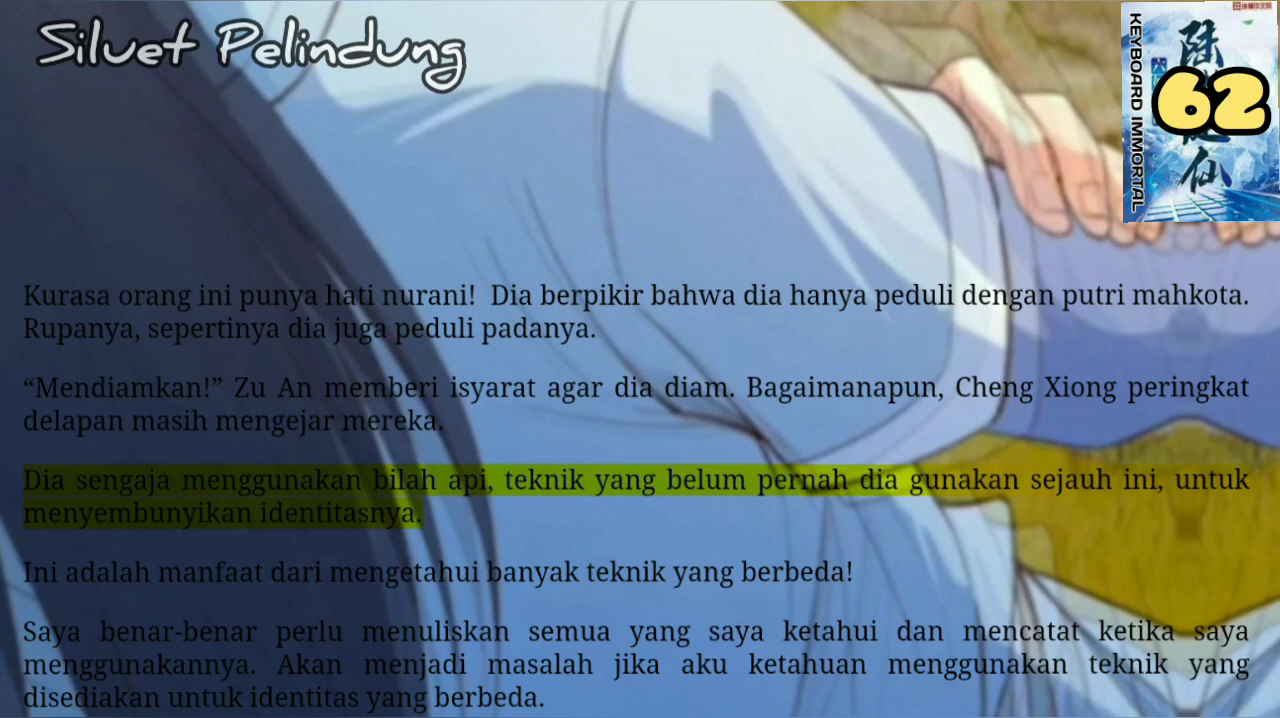 Siluet Pelindung
KEYBOARD IMMORTAL
62
Kurasa orang ini punya hati nurani! Dia berpikir bahwa dia hanya peduli dengan putri mahkota.
Rupanya, sepertinya dia juga peduli padanya.
“Mendiamkan!” Zu An memberi isyarat agar dia diam. Bagaimanapun, Cheng Xiong peringkat
delapan masih mengejar mereka.
Dia sengaja menggunakan bilah api, teknik yang belum pernah dia gunakan sejauh ini, untuk
menyembunyikan identitasnya.
Ini adalah manfaat dari mengetahui banyak teknik yang berbeda!
Saya benar-benar perlu menuliskan semua yang saya ketahui dan mencatat ketika saya
menggunakannya. Akan menjadi masalah jika aku ketahuan menggunakan teknik yang
disediakan untuk identitas yang berbeda.